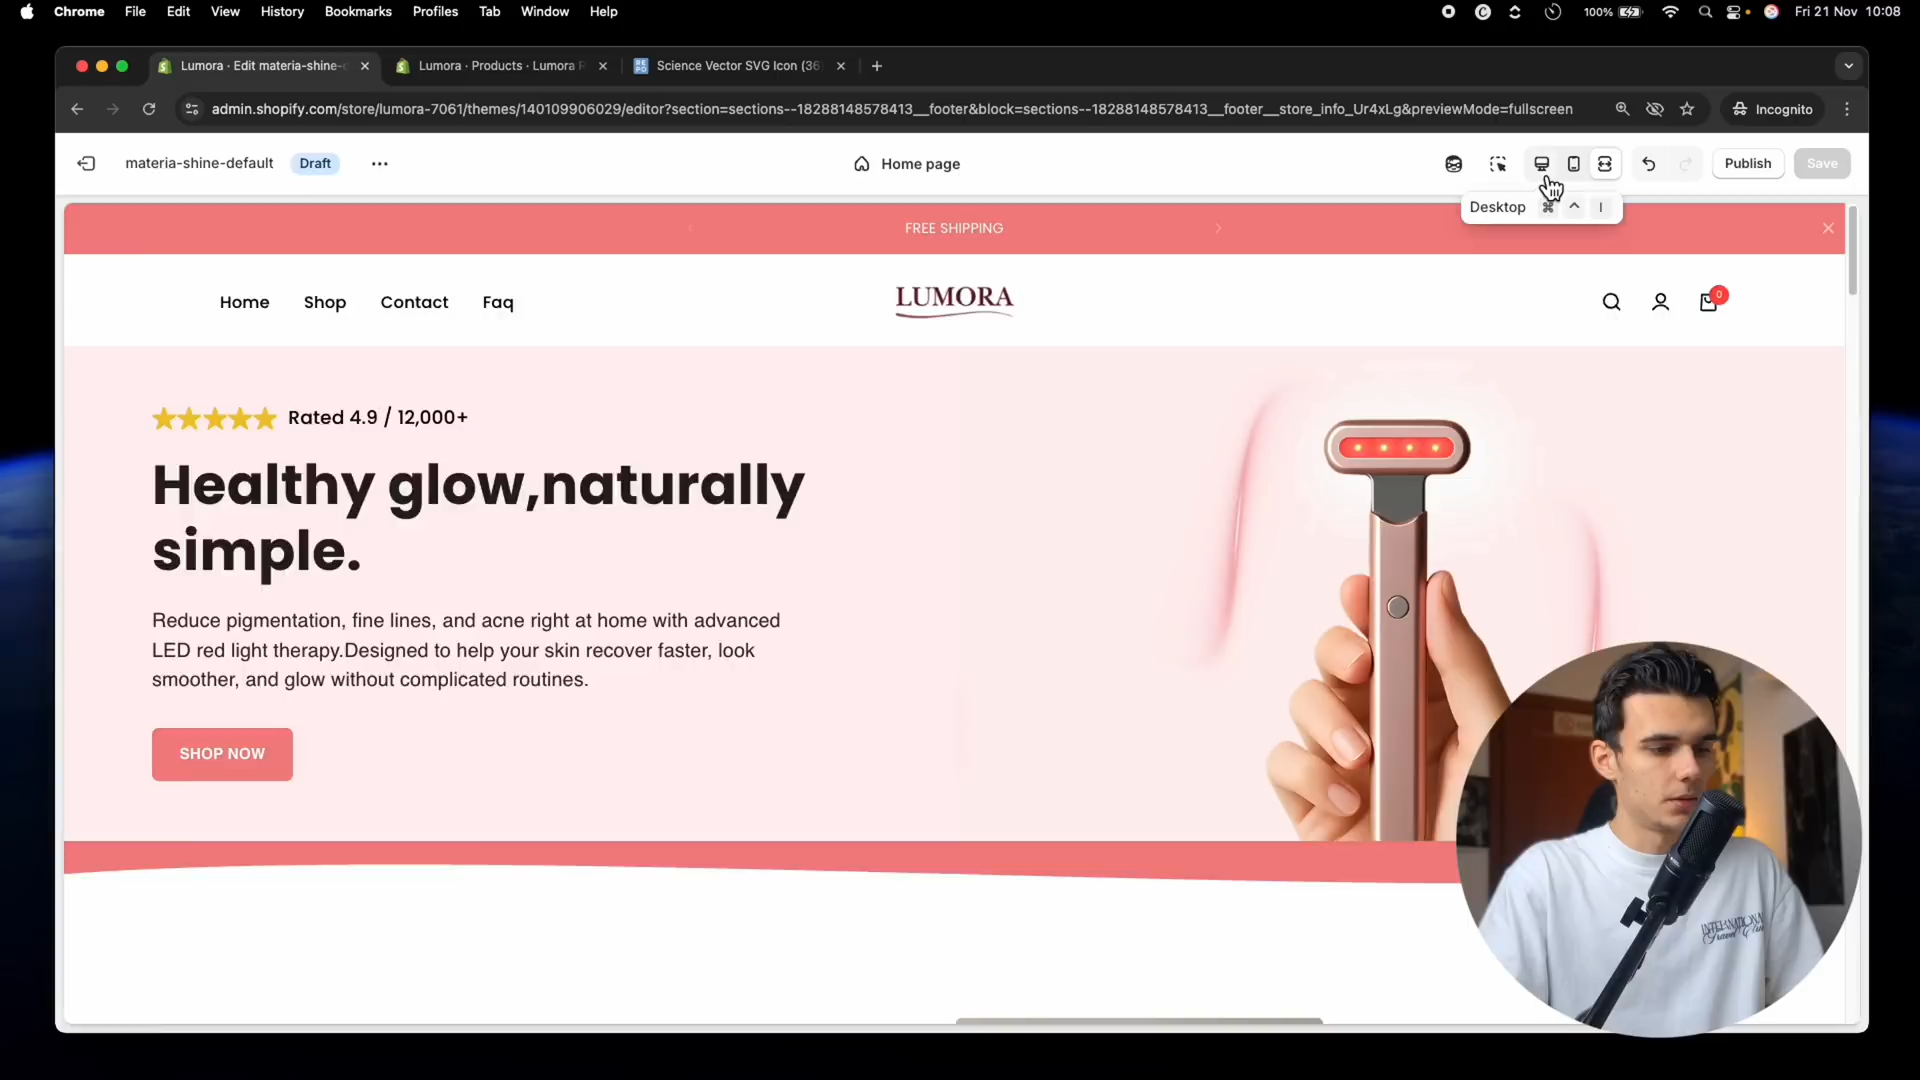 Chrome File Edit View History Bookmarks Profiles Tab Window Help
100% Fri 21 Nov 10:08
Lumora · Edit materia-shine-
Lumora · Products · Lumora
Science Vector SVG Icon (36
admin.shopify.com/store/lumora-7061/themes/140109906029/editor?section=sections--18288148578413__footer&block=sections--18288148578413__footer__store_info_Ur4xLg&previewMode=fullscreen
Incognito
materia-shine-default
Draft
Home page
Publish
Save
Desktop ⌘ ^ I
FREE SHIPPING
Home
Shop
Contact
Faq
LUMORA
0
Rated 4.9 / 12,000+
Healthy glow,naturally
simple.
Reduce pigmentation, fine lines, and acne right at home with advanced
LED red light therapy.Designed to help your skin recover faster, look
smoother, and glow without complicated routines.
SHOP NOW
INTERNATIONAL